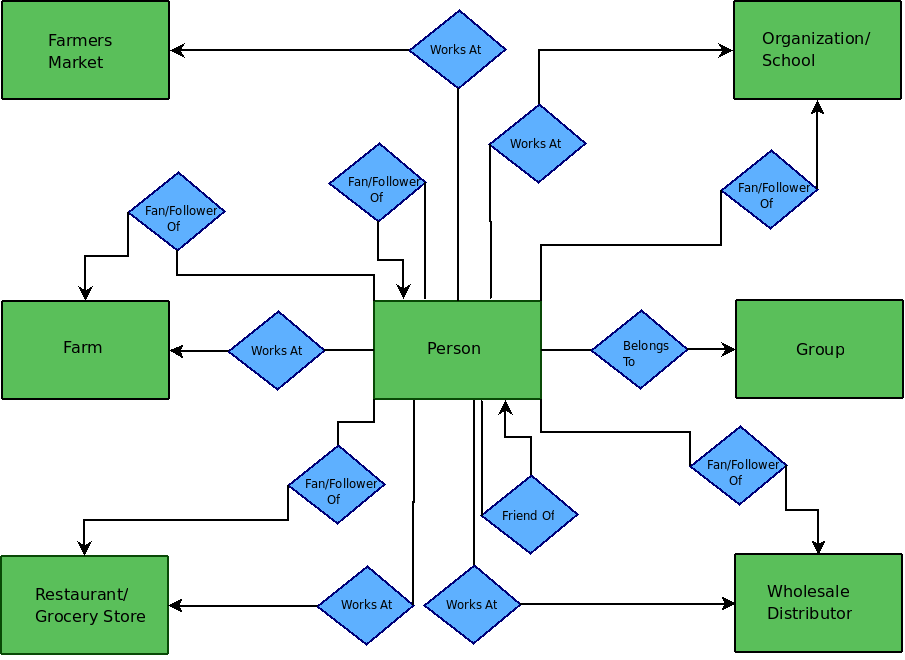 Farmers
Market
Works At
Organization/
School
Works At
Fan/Follower
Of
Fan/Follower
Of
Fan/Follower
Of
Farm
Works At
Person
Belongs
To
Group
Fan/Follower
Of
Fan/Follower
Of
Friend Of
Restaurant/
Grocery Store
Works At
Works At
Wholesale
Distributor